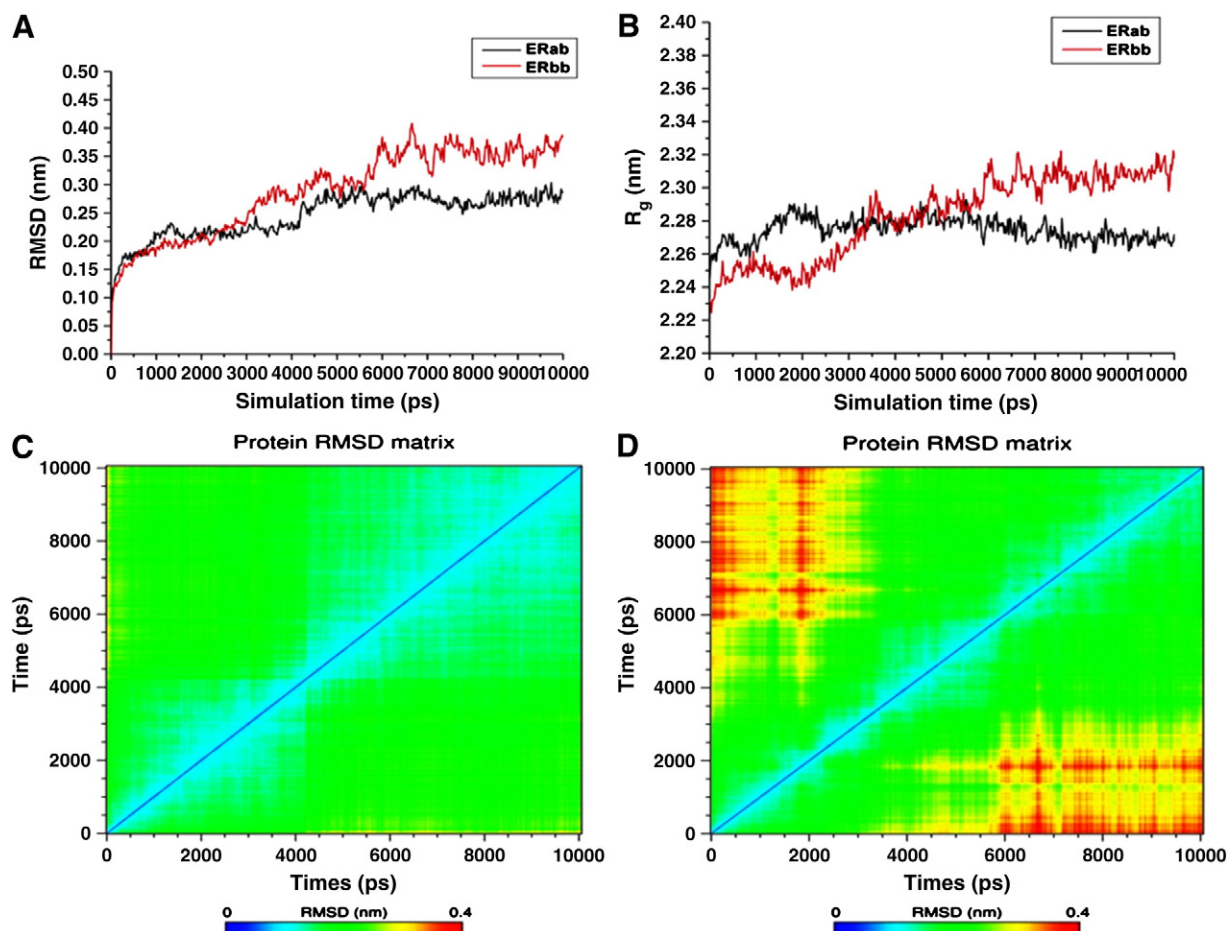 A
ERab
ERbb
0.50
0.45
0.40
0.35
0.30
0.25
0.20
0.15
0.10
0.05
0.00
RMSD (nm)
0 1000 2000 3000 4000 5000 6000 7000 8000 900010000
Simulation time (ps)
B
ERab
ERbb
2.40
2.38
2.36
2.34
2.32
2.30
2.28
2.26
2.24
2.22
2.20
Rg (nm)
0 1000 2000 3000 4000 5000 6000 7000 8000 900010000
Simulation time (ps)
C
Protein RMSD matrix
10000
8000
6000
4000
2000
0
Time (ps)
0 2000 4000 6000 8000 10000
Times (ps)
0 RMSD (nm) 0.4
D
Protein RMSD matrix
10000
8000
6000
4000
2000
0
Time (ps)
0 2000 4000 6000 8000 10000
Times (ps)
0 RMSD (nm) 0.4